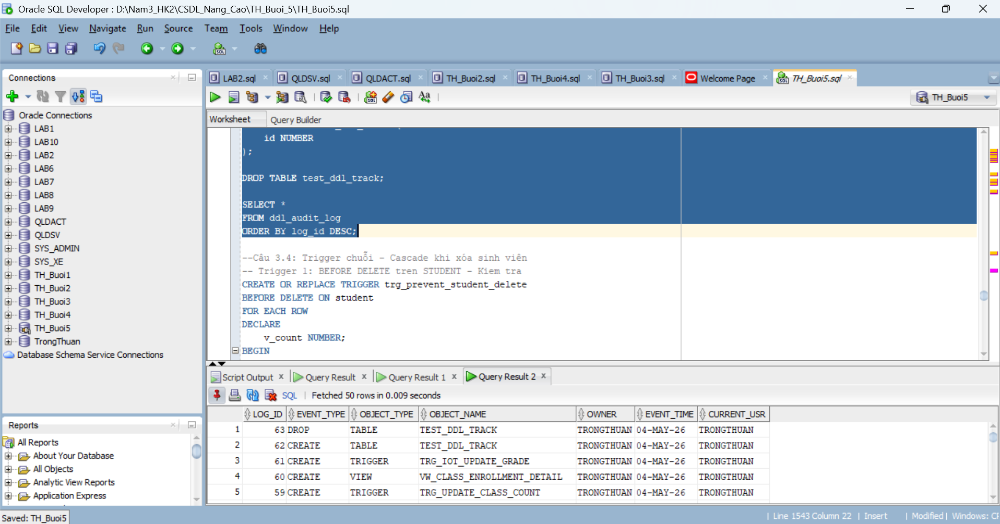 Oracle SQL Developer : D:\Nam3_HK2\CSDL_Nang_Cao\TH_Buoi_5\TH_Buoi5.sql
File Edit View Navigate Run Source Team Tools Window Help
Connections
Oracle Connections
LAB1
LAB10
LAB2
LAB6
LAB7
LAB8
LAB9
QLDACT
QLDSV
SYS_ADMIN
SYS_XE
TH_Buoi1
TH_Buoi2
TH_Buoi3
TH_Buoi4
TH_Buoi5
TrongThuan
Database Schema Service Connections
Reports
All Reports
About Your Database
All Objects
Analytic View Reports
Application Express
LAB2.sql QLDSV.sql QLDACT.sql TH_Buoi2.sql TH_Buoi4.sql TH_Buoi3.sql Welcome Page TH_Buoi5.sql
TH_Buoi5
Worksheet Query Builder
id NUMBER
);
DROP TABLE test_ddl_track;
SELECT *
FROM ddl_audit_log
ORDER BY log_id DESC;
--Câu 3.4: Trigger chuỗi - Cascade khi xóa sinh viên
-- Trigger 1: BEFORE DELETE tren STUDENT - Kiem tra
CREATE OR REPLACE TRIGGER trg_prevent_student_delete
BEFORE DELETE ON student
FOR EACH ROW
DECLARE
v_count NUMBER;
BEGIN
Script Output Query Result Query Result 1 Query Result 2
SQL Fetched 50 rows in 0.009 seconds
LOG_ID EVENT_TYPE OBJECT_TYPE OBJECT_NAME OWNER EVENT_TIME CURRENT_USR
1 63 DROP TABLE TEST_DDL_TRACK TRONGTHUAN 04-MAY-26 TRONGTHUAN
2 62 CREATE TABLE TEST_DDL_TRACK TRONGTHUAN 04-MAY-26 TRONGTHUAN
3 61 CREATE TRIGGER TRG_IOT_UPDATE_GRADE TRONGTHUAN 04-MAY-26 TRONGTHUAN
4 60 CREATE VIEW VW_CLASS_ENROLLMENT_DETAIL TRONGTHUAN 04-MAY-26 TRONGTHUAN
5 59 CREATE TRIGGER TRG_UPDATE_CLASS_COUNT TRONGTHUAN 04-MAY-26 TRONGTHUAN
Saved: TH_Buoi5
| Line 1543 Column 22 | Insert | Modified | Windows: